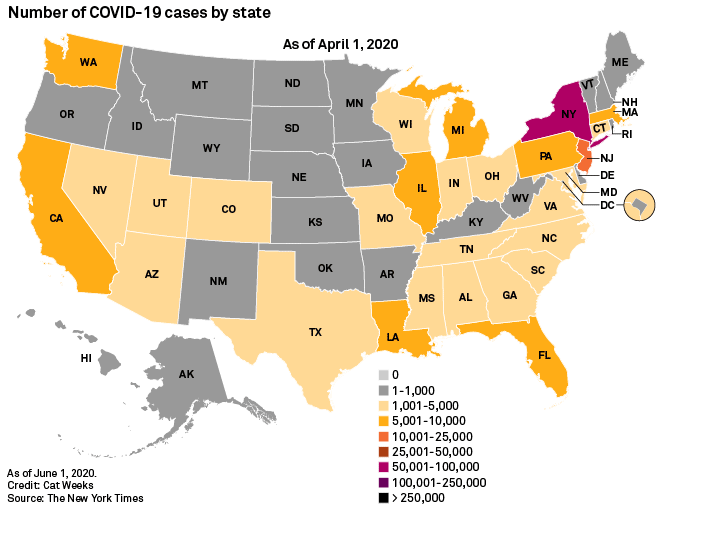 Number of COVID-19 cases by state
As of April 1, 2020
WA
MT
ND
MN
ME
VT
NH
MA
OR
ID
SD
WI
MI
NY
CT
RI
WY
IA
PA
NJ
NE
DE
NV
UT
CO
IL
IN
OH
WV
MD
DC
CA
KS
MO
KY
VA
NC
TN
AZ
NM
OK
AR
SC
MS
AL
GA
TX
LA
FL
HI
AK
0
1-1,000
1,001-5,000
5,001-10,000
10,001-25,000
25,001-50,000
50,001-100,000
100,001-250,000
> 250,000
As of June 1, 2020.
Credit: Cat Weeks
Source: The New York Times